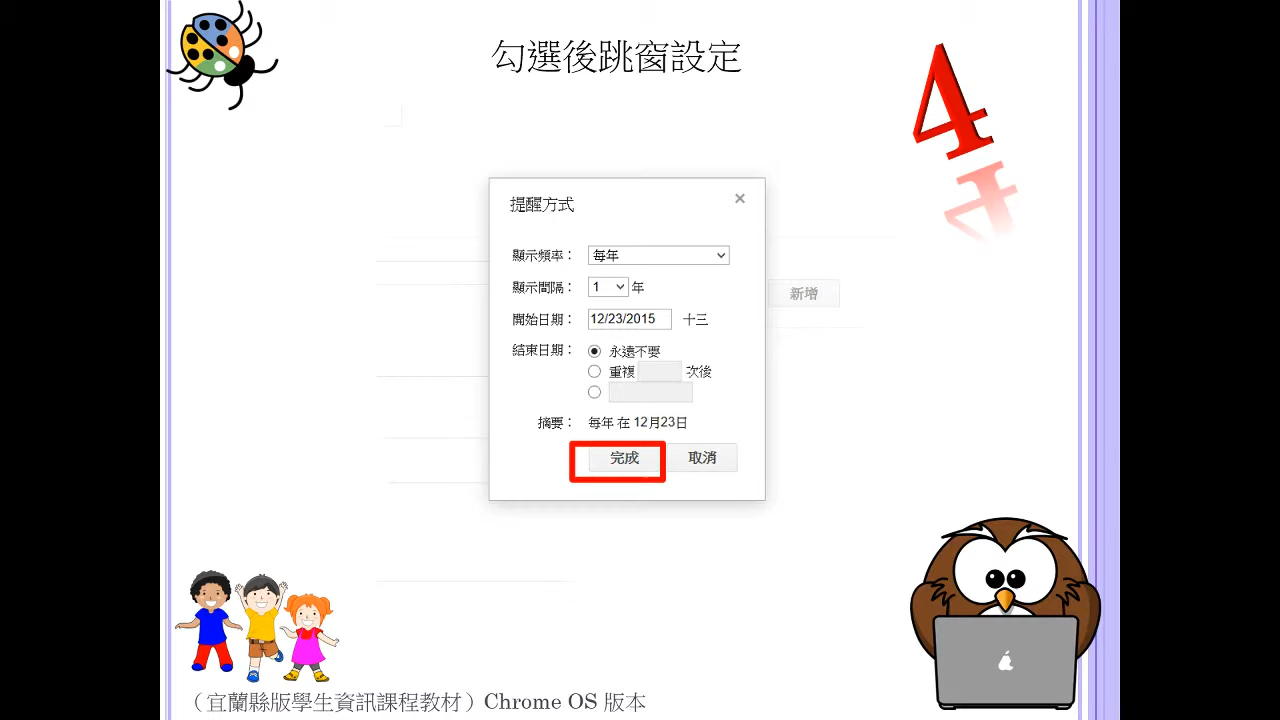 勾選後跳窗設定
4
提醒方式 ×
顯示頻率： 每年
顯示間隔： 1 年
新增
開始日期： 12/23/2015 十三
結束日期： 永遠不要
重複 次後
摘要： 每年 在 12月23日
完成 取消
（宜蘭縣版學生資訊課程教材）Chrome OS 版本